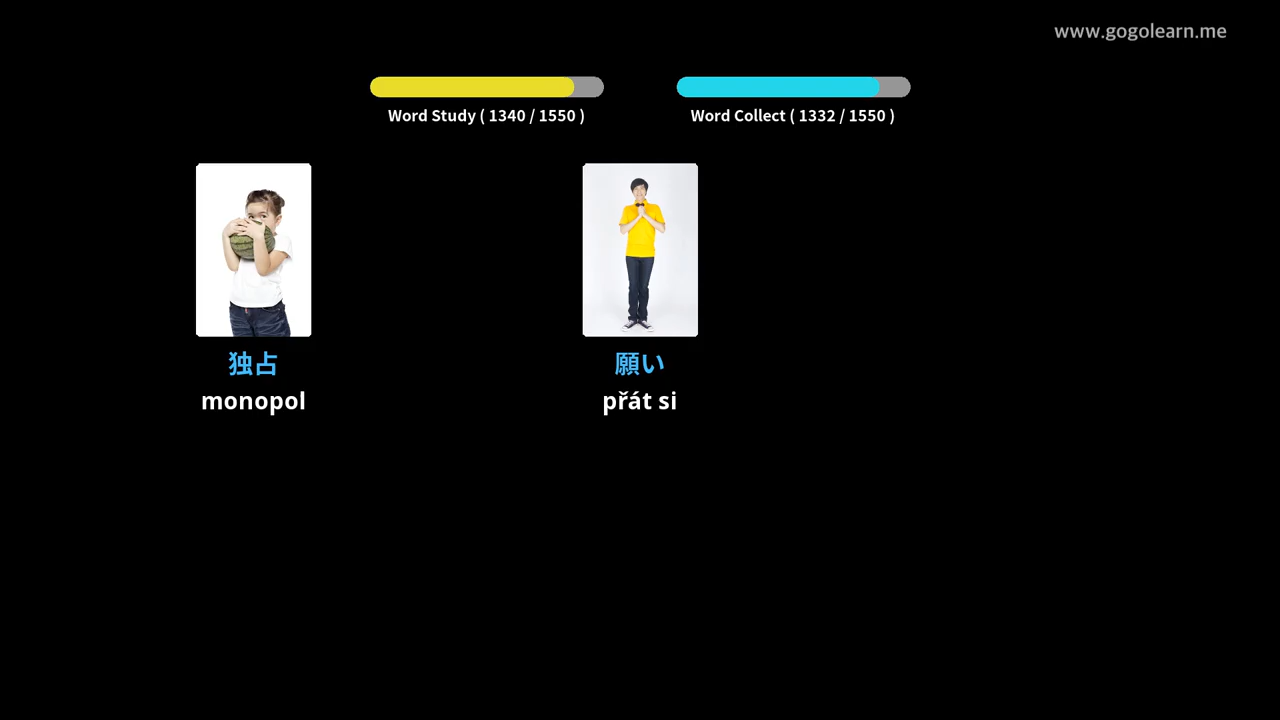 www.gogolearn.me
Word Study ( 1340 / 1550 )
Word Collect ( 1332 / 1550 )
独占
monopol
願い
přát si